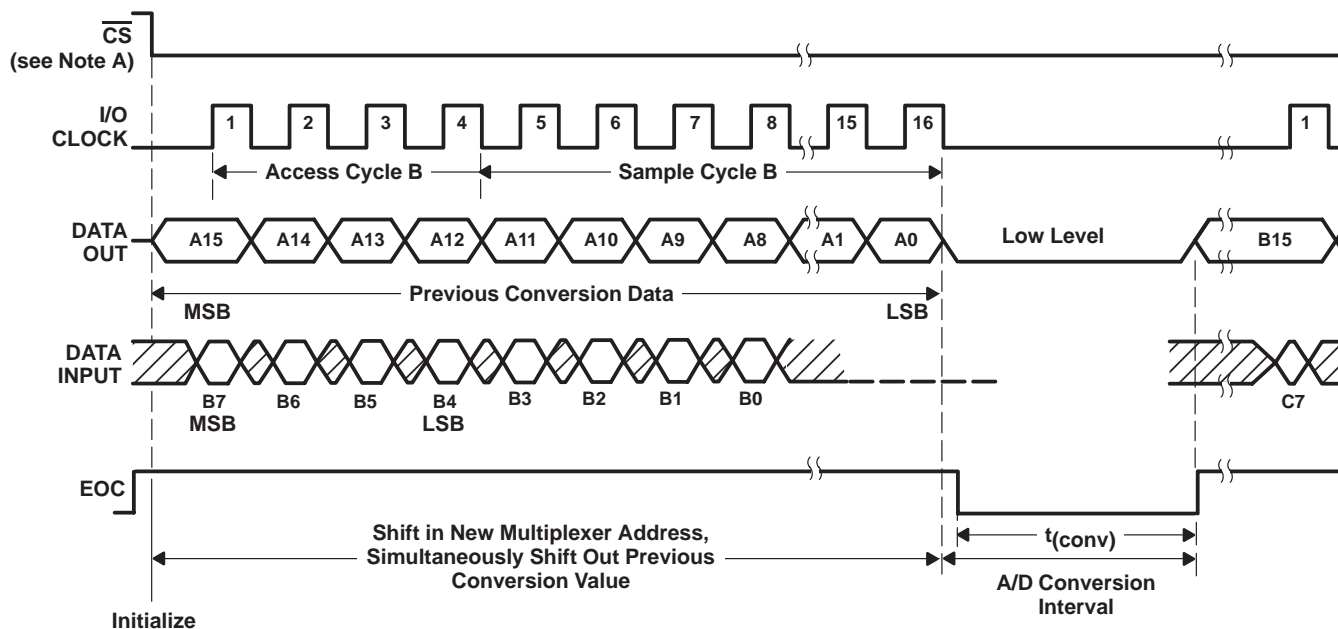 CS
(see Note A)
I/O
CLOCK
1 2 3 4 5 6 7 8 15 16 1
Access Cycle B Sample Cycle B
DATA
OUT
A15 A14 A13 A12 A11 A10 A9 A8 A1 A0 Low Level B15
Previous Conversion Data
MSB LSB
DATA
INPUT
B7 B6 B5 B4 B3 B2 B1 B0 C7
MSB LSB
EOC
Shift in New Multiplexer Address,
Simultaneously Shift Out Previous
Conversion Value
t(conv)
A/D Conversion
Interval
Initialize